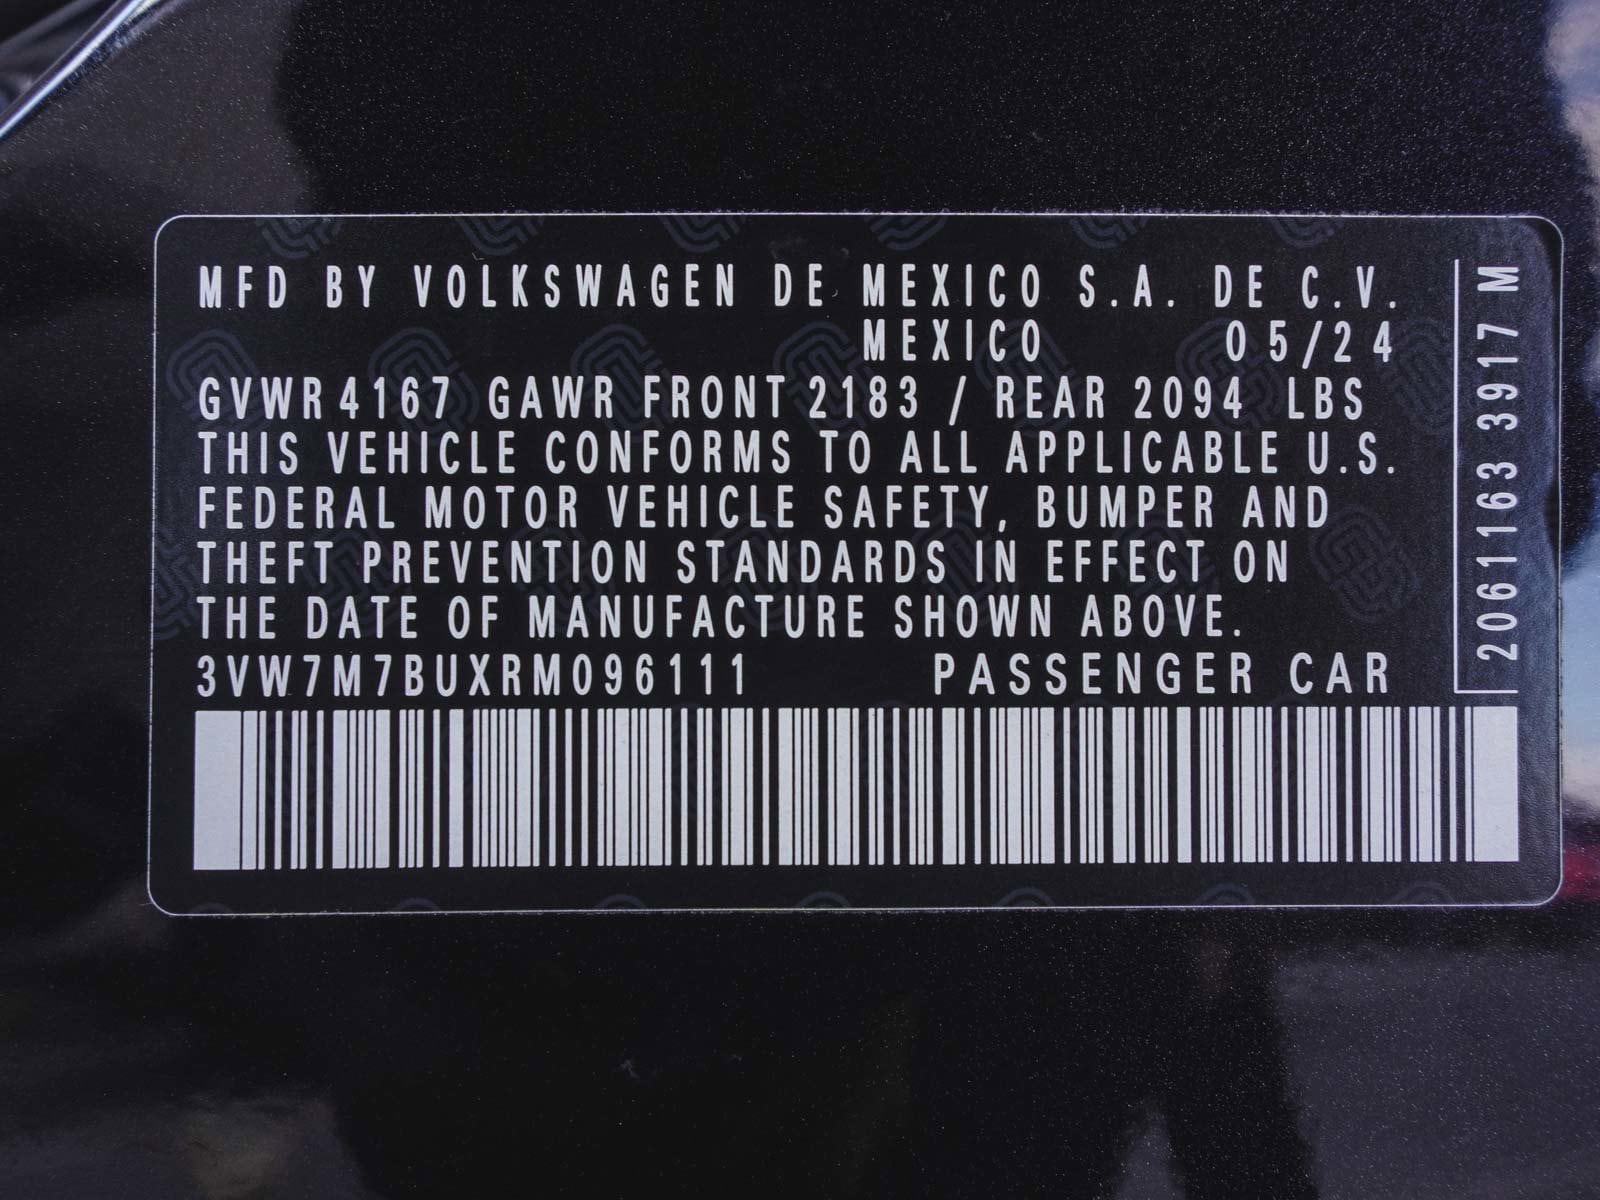 MFD BY VOLKSWAGEN DE MEXICO S.A. DE C.V.
MEXICO 05/24
GVWR 4167 GAWR FRONT 2183 / REAR 2094 LBS
THIS VEHICLE CONFORMS TO ALL APPLICABLE U.S.
FEDERAL MOTOR VEHICLE SAFETY, BUMPER AND
THEFT PREVENTION STANDARDS IN EFFECT ON
THE DATE OF MANUFACTURE SHOWN ABOVE.
3VW7M7BUXRM096111 PASSENGER CAR
2061163 3917 M